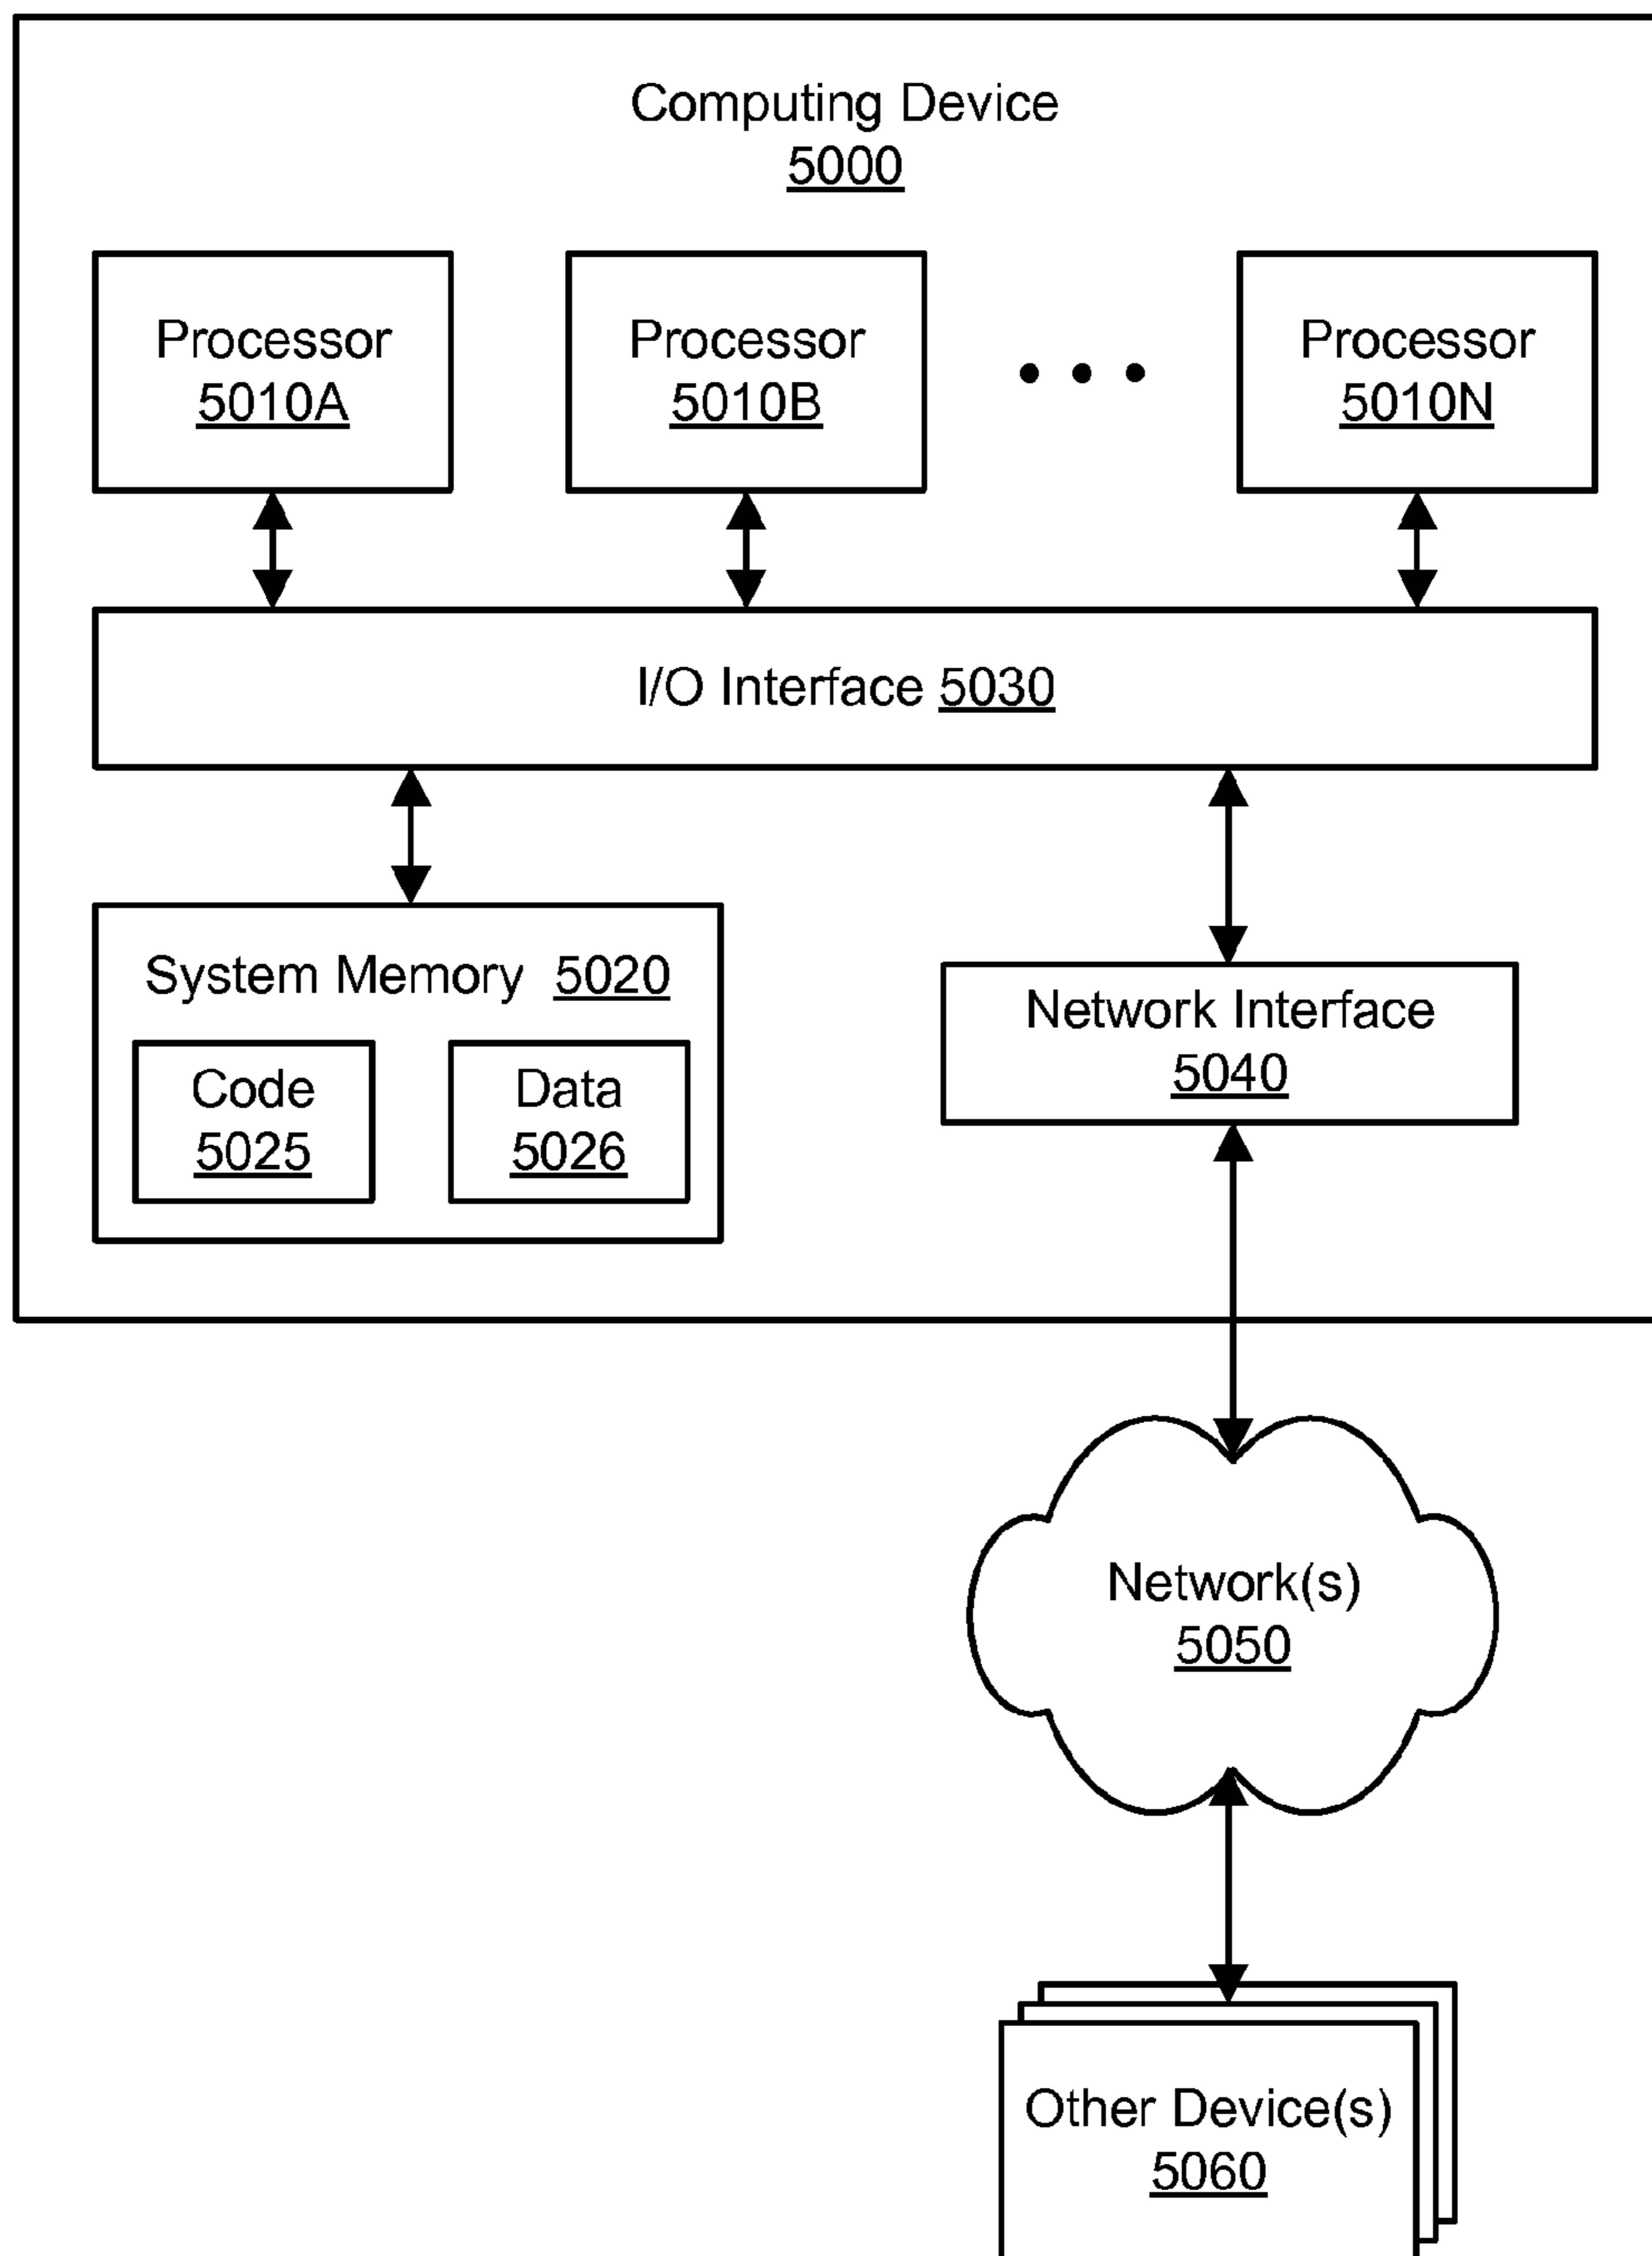 Computing Device
5000
Processor
5010A
Processor
5010B
Processor
5010N
I/O Interface 5030
System Memory 5020
Code
5025
Data
5026
Network Interface
5040
Network(s)
5050
Other Device(s)
5060